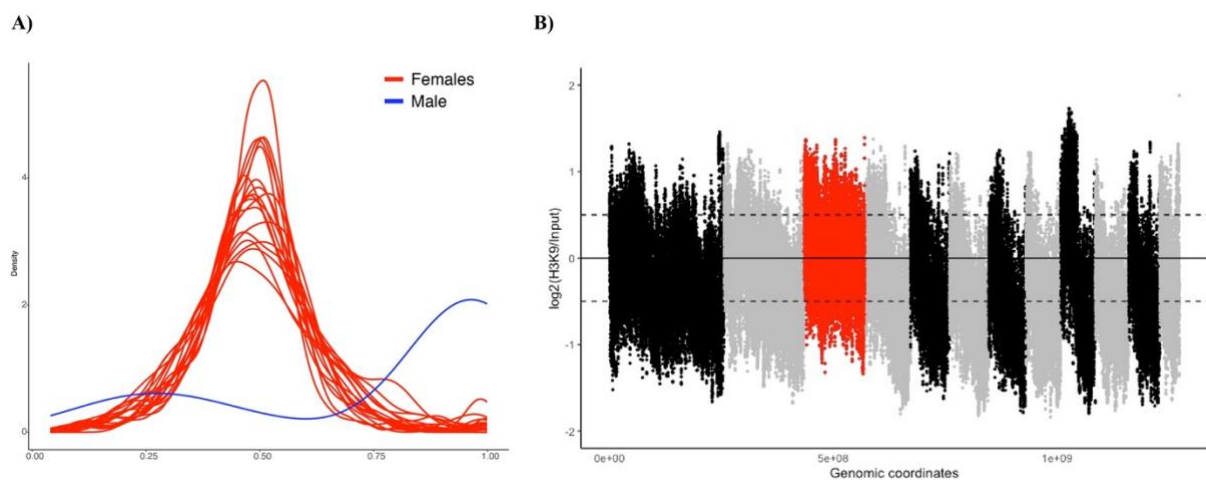 A)
B)
Females
Male
Density
4
2
0
0.00
0.25
0.50
0.75
1.00
log2(H3K9/Input)
2
1
0
-1
-2
0e+00
5e+08
1e+09
Genomic coordinates